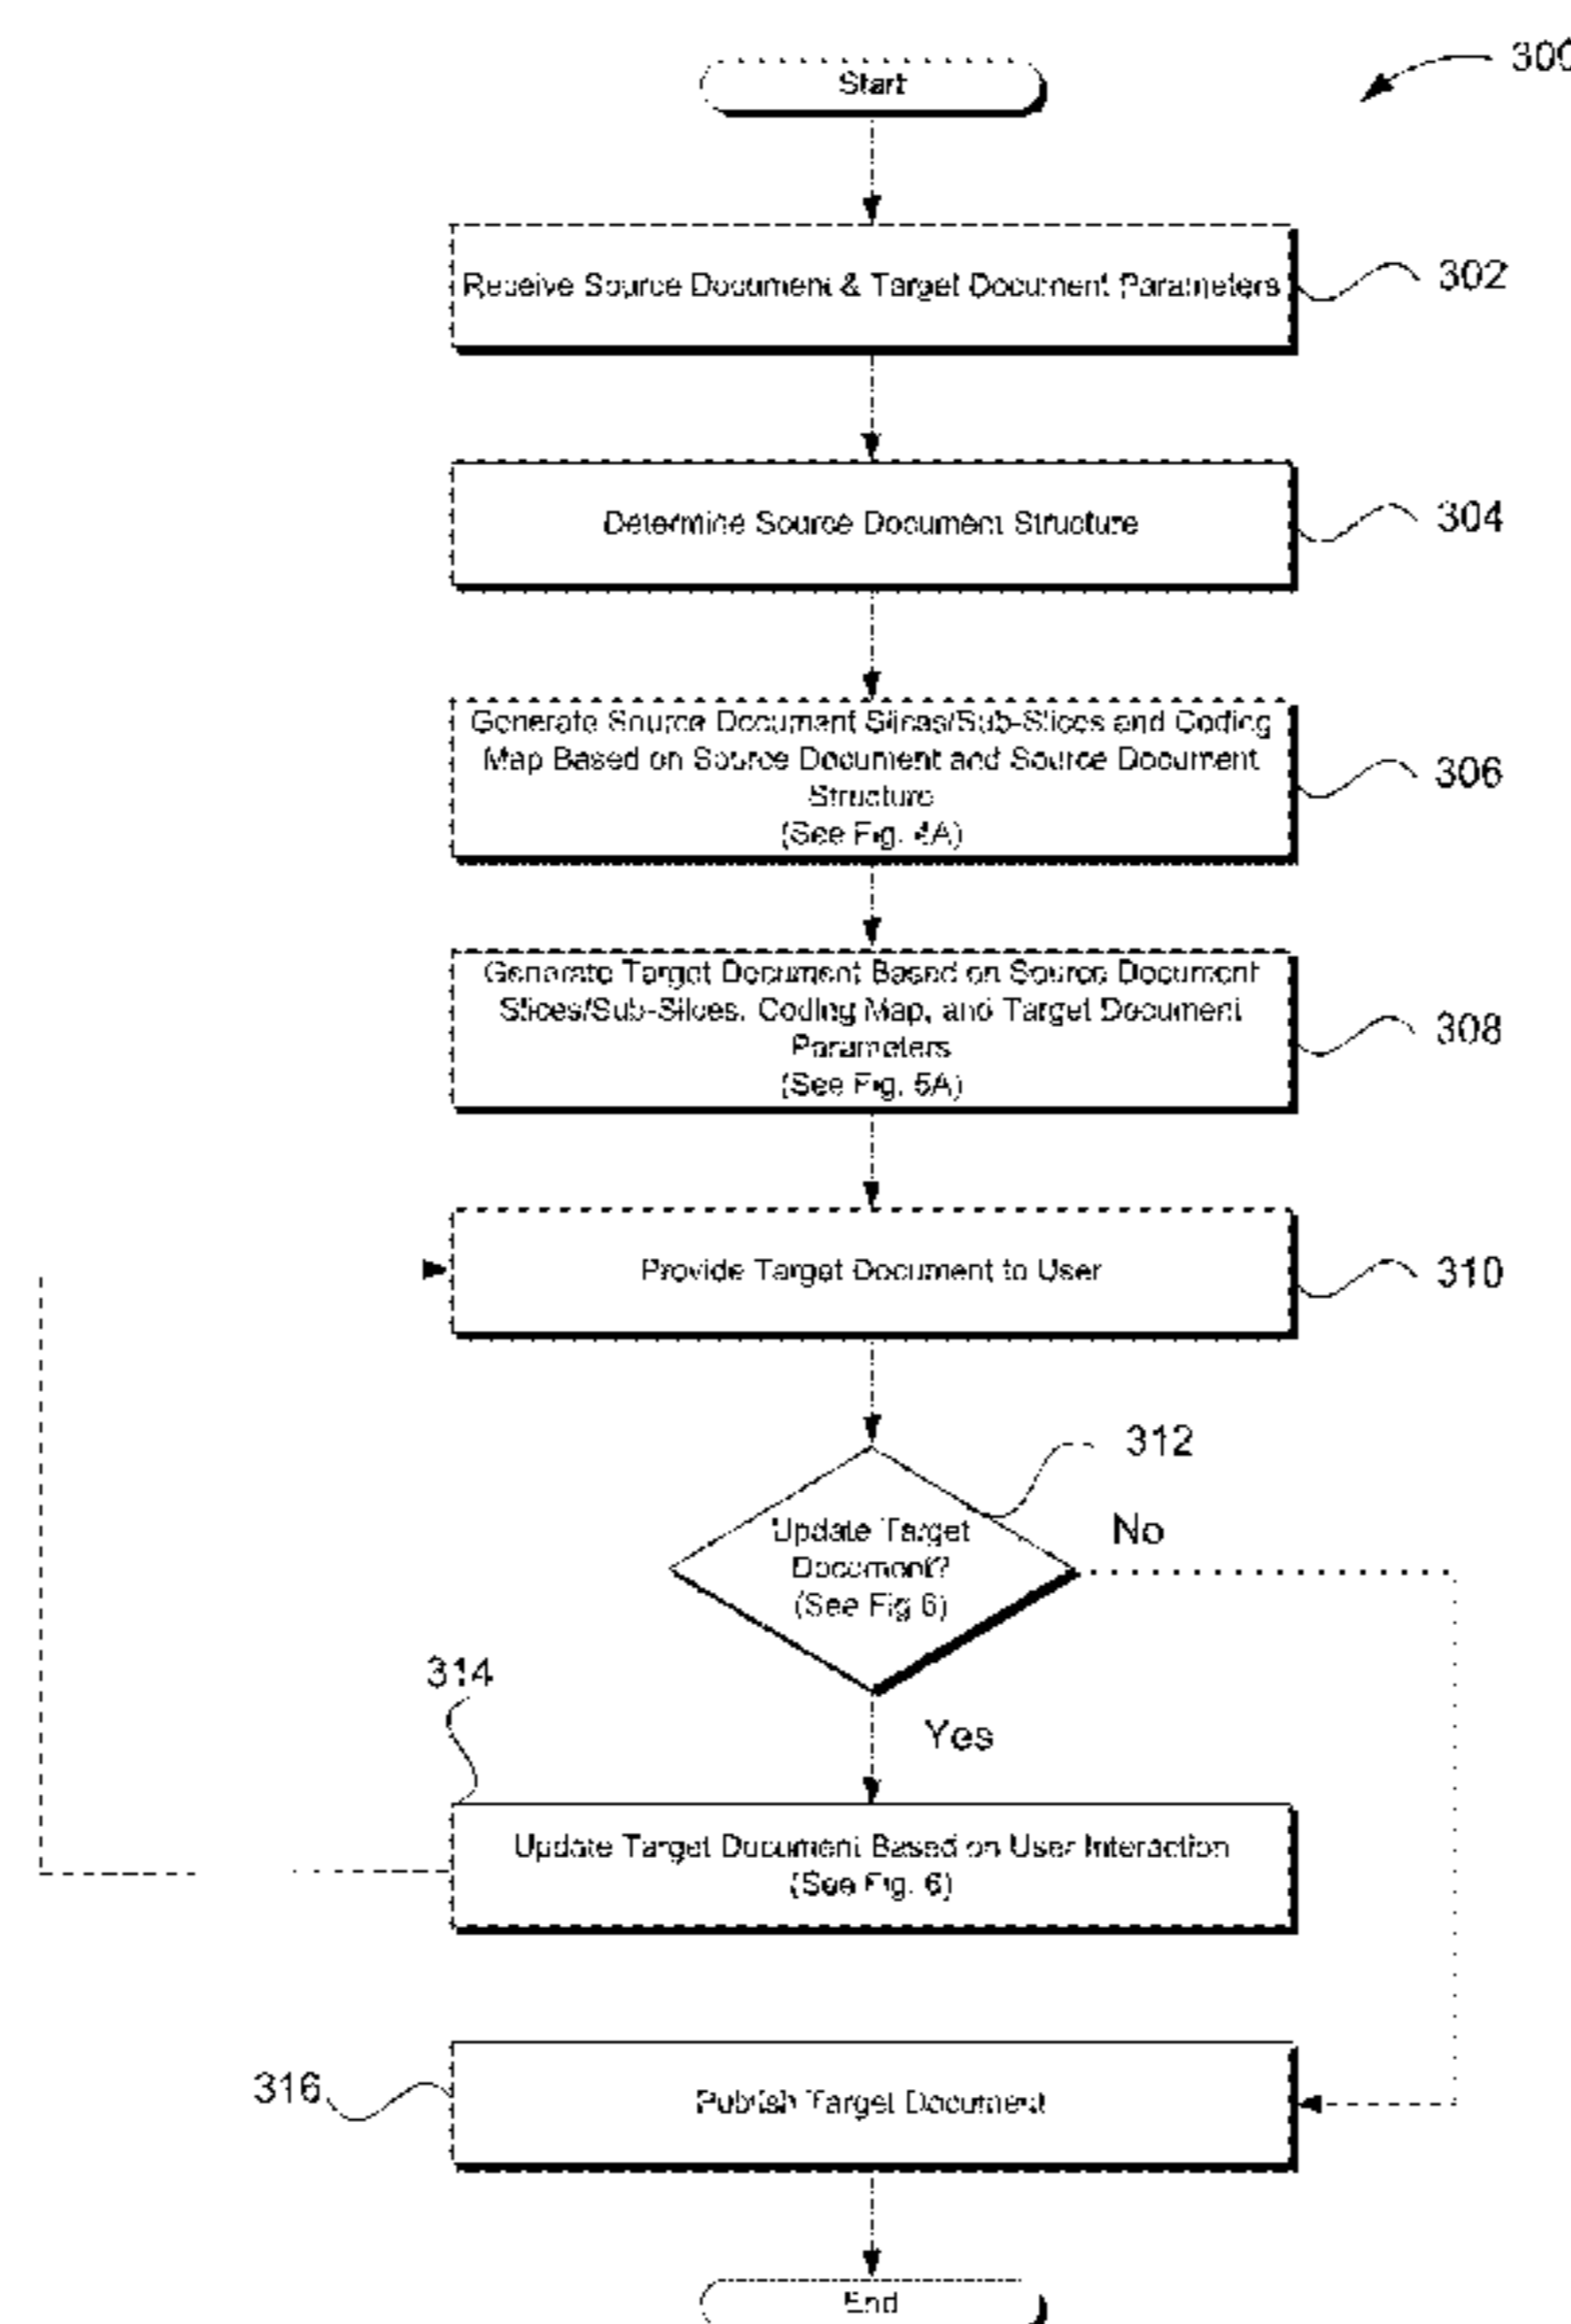 Start
300
Receive Source Document & Target Document Parameters
302
Determine Source Document Structure
304
Generate Source Document Slices/Sub-Slices and Coding
Map Based on Source Document and Source Document
Structure
(See Fig. 4A)
306
Generate Target Document Based on Source Document
Slices/Sub-Slices, Coding Map, and Target Document
Parameters
(See Fig. 5A)
308
Provide Target Document to User
310
312
Update Target
Document?
(See Fig 6)
No
314
Yes
Update Target Document Based on User Interaction
(See Fig. 6)
316
Publish Target Document
End